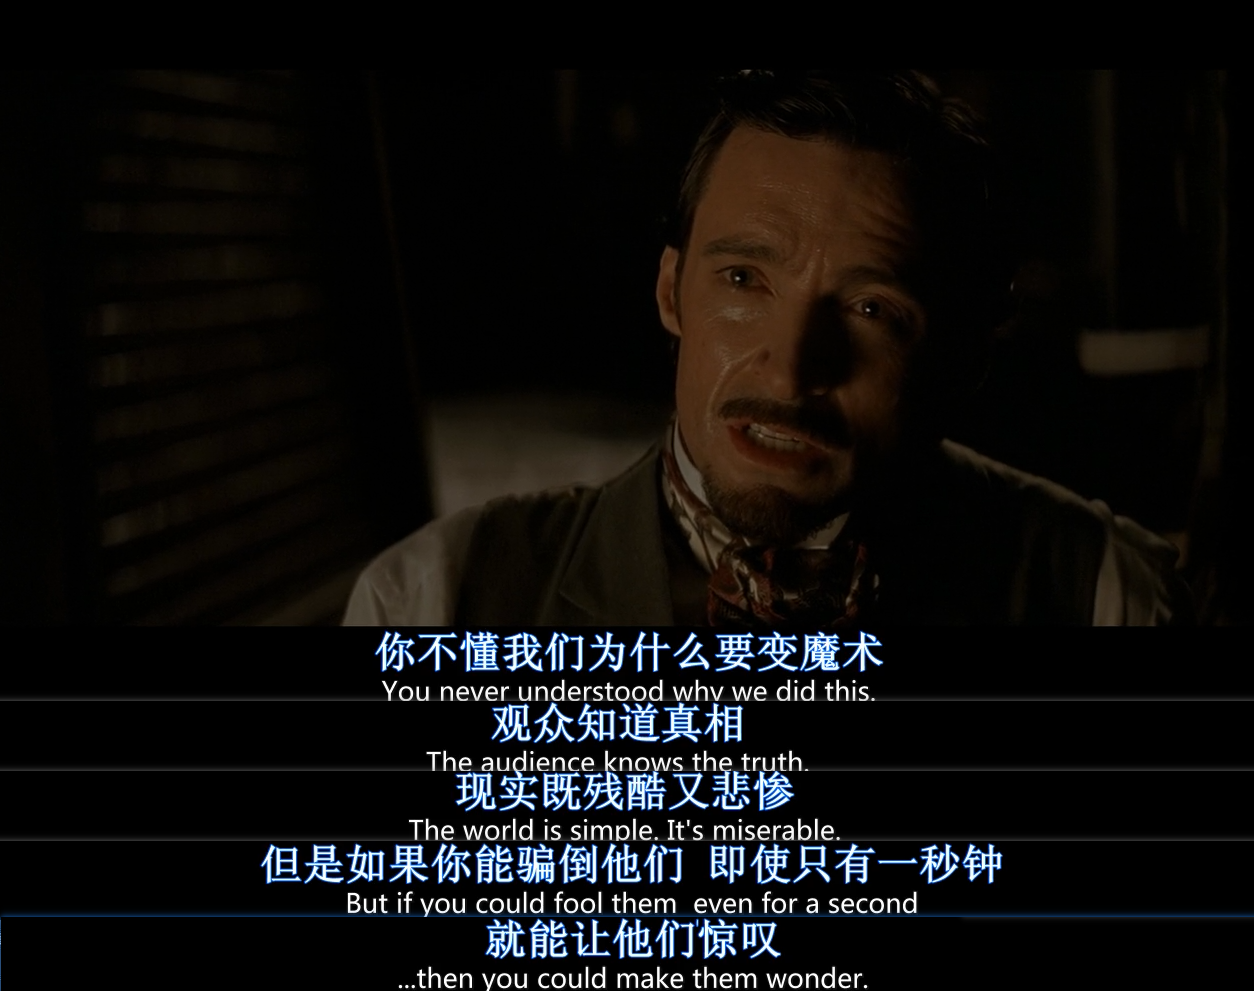 你不懂我们为什么要变魔术
You never understood why we did this.
观众知道真相
The audience knows the truth.
现实既残酷又悲惨
The world is simple. It's miserable.
但是如果你能骗倒他们 即使只有一秒钟
But if you could fool them even for a second
就能让他们惊叹
...then you could make them wonder.